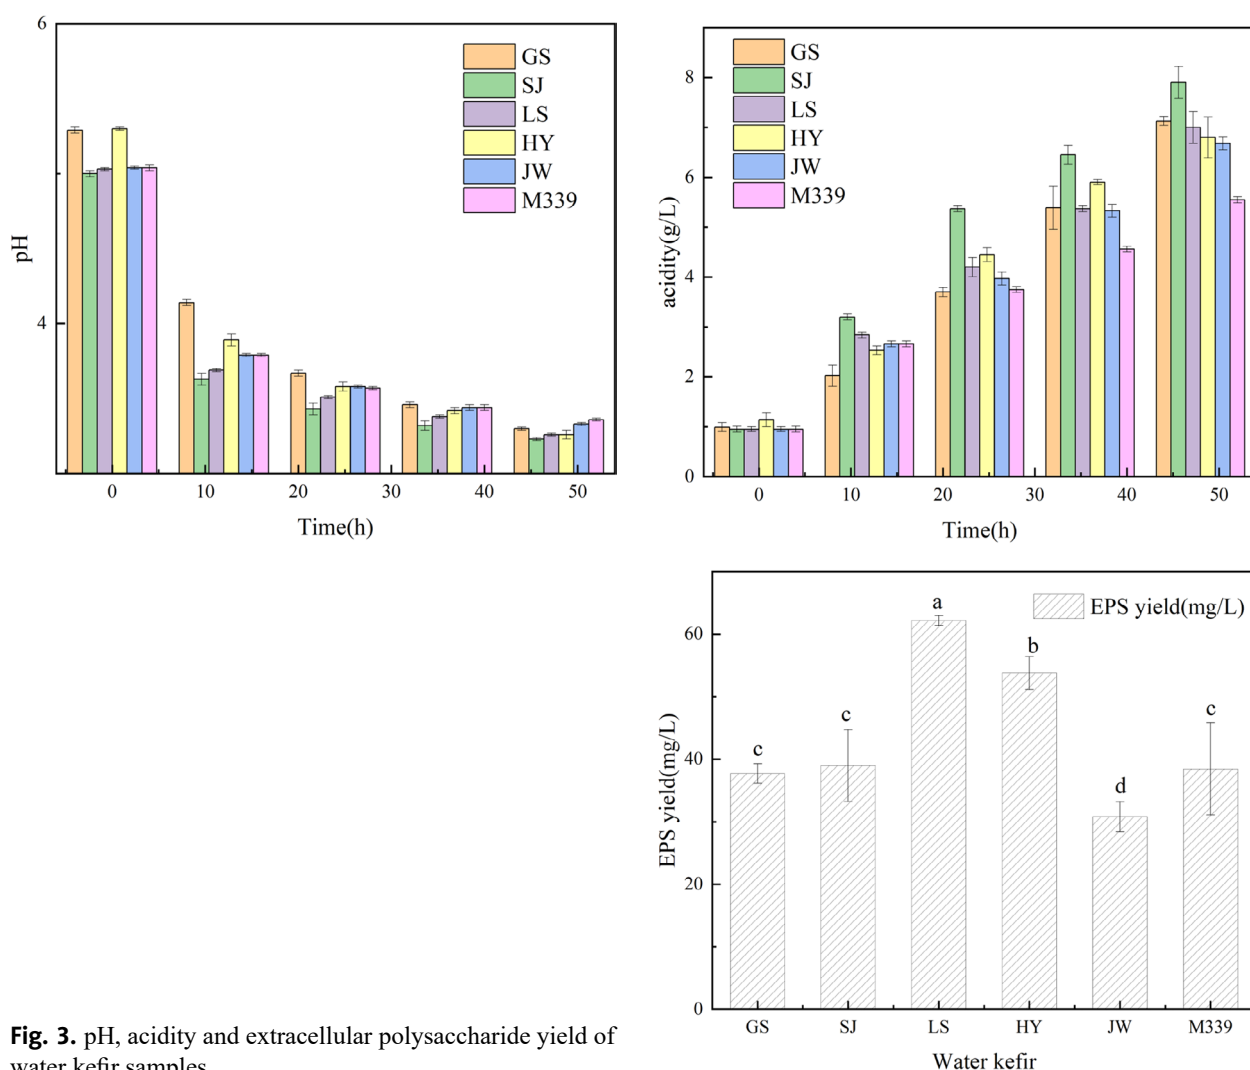 6
4
pH
GS
SJ
LS
HY
JW
M339
0 10 20 30 40 50
Time(h)
8
6
4
2
0
acidity(g/L)
GS
SJ
LS
HY
JW
M339
0 10 20 30 40 50
Time(h)
60
40
20
0
EPS yield(mg/L)
EPS yield(mg/L)
c c a b d c
GS SJ LS HY JW M339
Water kefir
Fig. 3. pH, acidity and extracellular polysaccharide yield of
water kefir samples